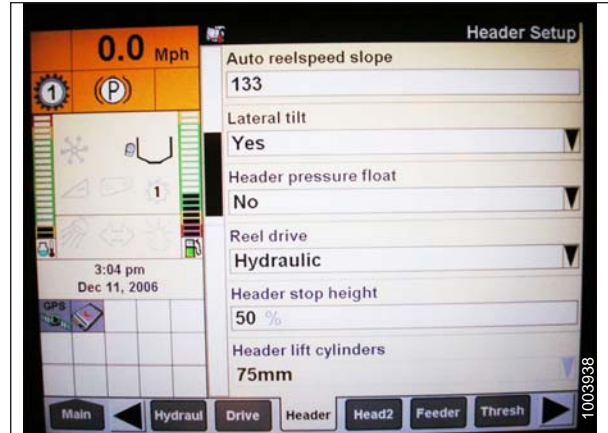 Header Setup
0.0 Mph
1
(P)
1
3:04 pm
Dec 11, 2006
GPS
Auto reelspeed slope
133
Lateral tilt
Yes
Header pressure float
No
Reel drive
Hydraulic
Header stop height
50 %
Header lift cylinders
75mm
Main
Hydraul
Drive
Header
Head2
Feeder
Thresh
1003938